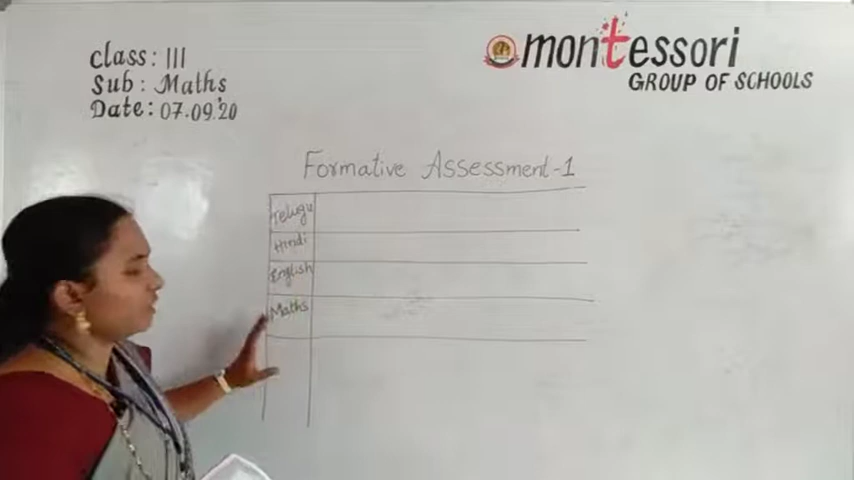 class: III
Sub: Maths
Date: 07.09.'20
montessori
GROUP OF SCHOOLS
Formative Assessment-1
Telugu
Hindi
English
Maths